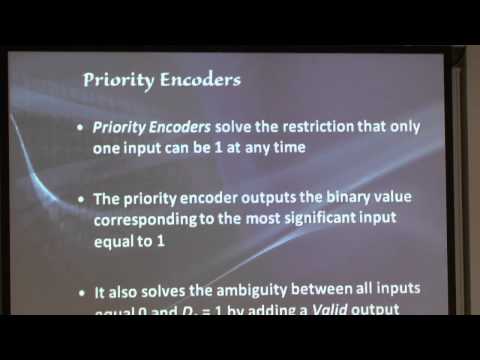 Priority Encoders
• Priority Encoders solve the restriction that only
one input can be 1 at any time
• The priority encoder outputs the binary value
corresponding to the most significant input
equal to 1
• It also solves the ambiguity between all inputs
equal 0 and = 1 by adding a Valid output